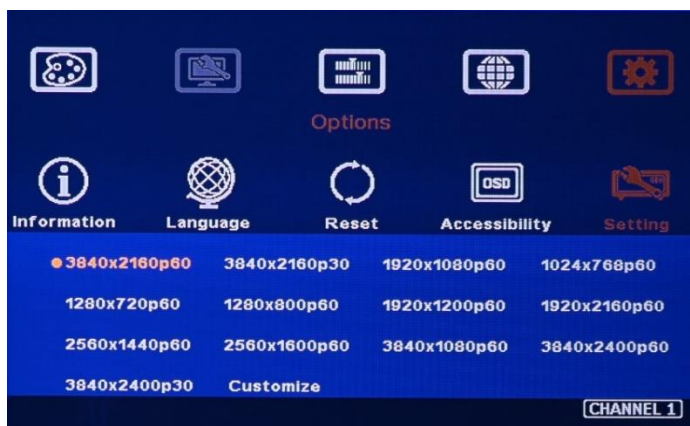 Options
OSD
Information Language Reset Accessibility Setting
3840x2160p60 3840x2160p30 1920x1080p60 1024x768p60
1280x720p60 1280x800p60 1920x1200p60 1920x2160p60
2560x1440p60 2560x1600p60 3840x1080p60 3840x2400p60
3840x2400p30 Customize
CHANNEL 1